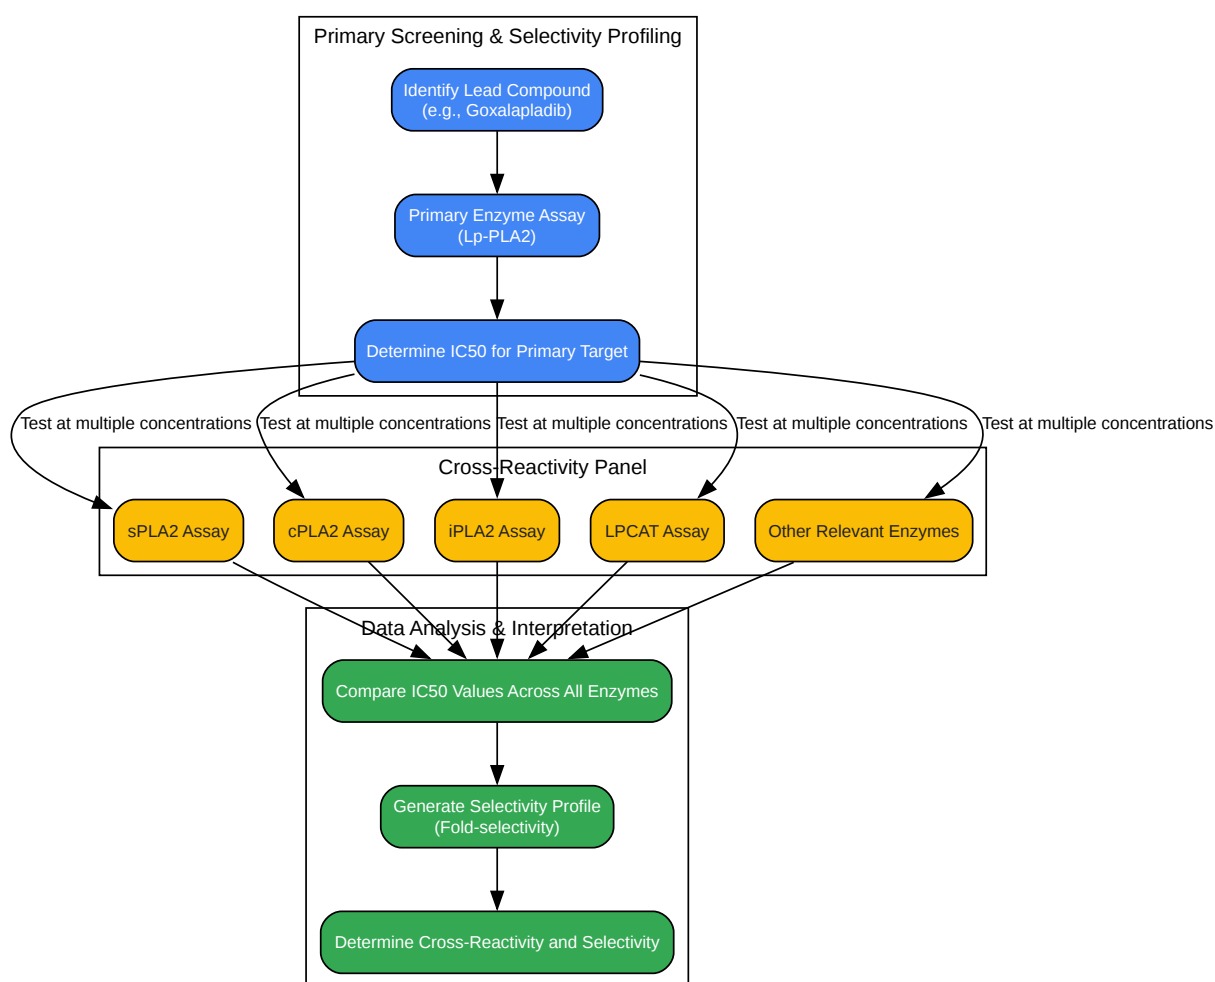 Primary Screening & Selectivity Profiling
Identify Lead Compound
(e.g., Goxalapladib)
Primary Enzyme Assay
(Lp-PLA2)
Determine IC50 for Primary Target
Test at multiple concentrations
Test at multiple concentrations
Test at multiple concentrations
Test at multiple concentrations
Test at multiple concentrations
Cross-Reactivity Panel
sPLA2 Assay
cPLA2 Assay
iPLA2 Assay
LPCAT Assay
Other Relevant Enzymes
Data Analysis & Interpretation
Compare IC50 Values Across All Enzymes
Generate Selectivity Profile
(Fold-selectivity)
Determine Cross-Reactivity and Selectivity